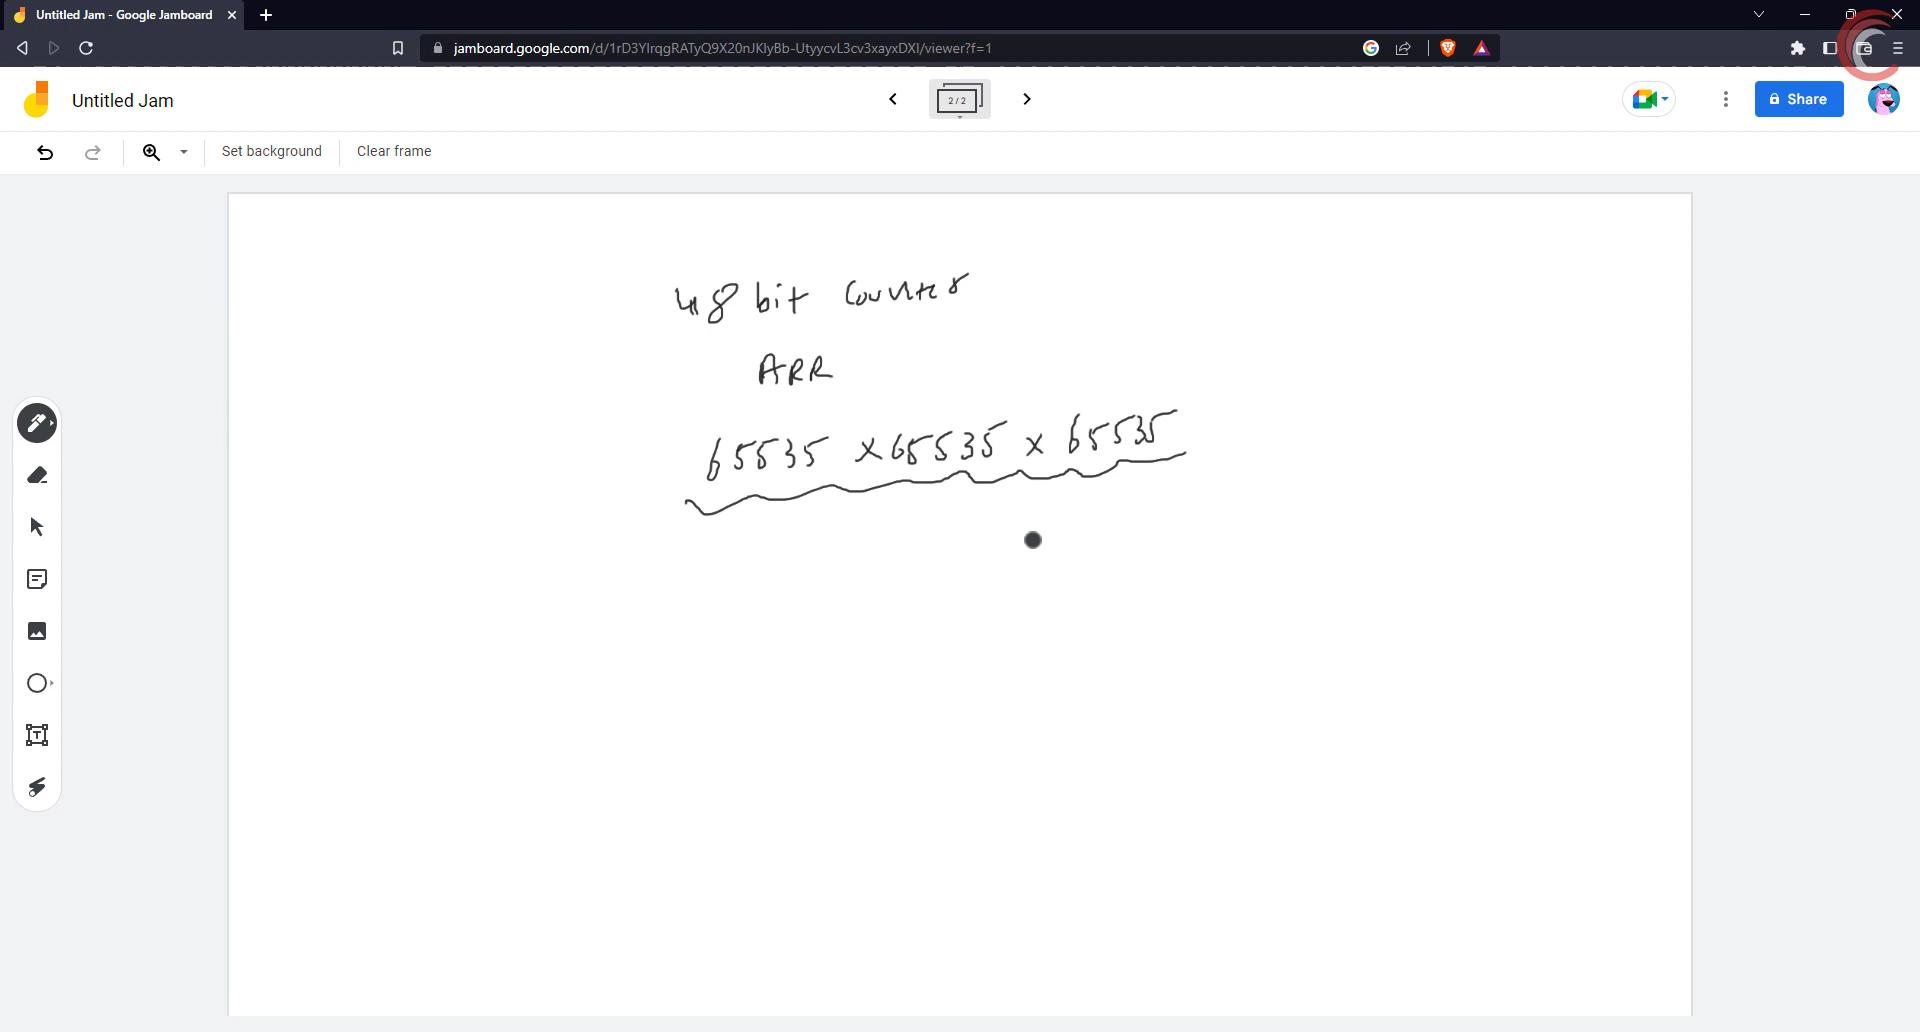 Untitled Jam - Google Jamboard
jamboard.google.com/d/1rD3YlrqgRATyQ9X20nJKlyBb-UtyycvL3cv3xayxDXI/viewer?f=1
Untitled Jam
2 / 2
Share
Set background
Clear frame
48 bit counter
ARR
65535 x 65535 x 65535